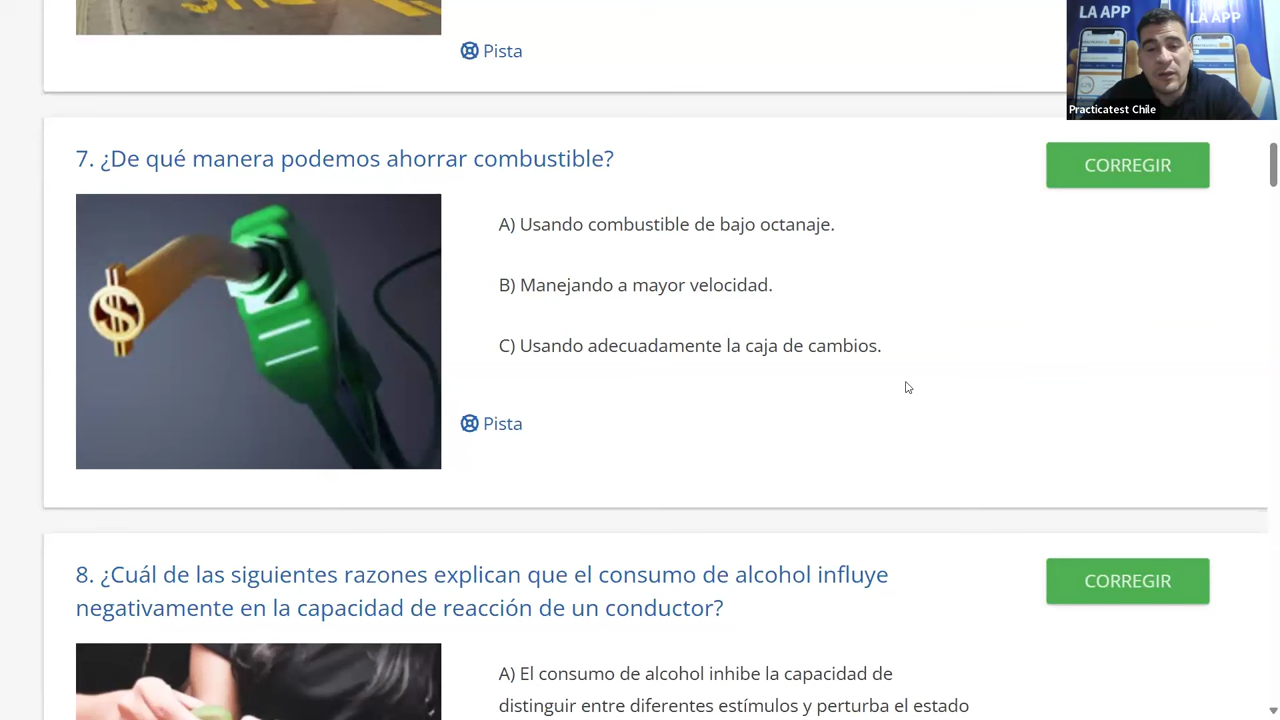 LA APP
LA APP
Practicatest Chile
Pista
7. ¿De qué manera podemos ahorrar combustible?
CORREGIR
A) Usando combustible de bajo octanaje.
B) Manejando a mayor velocidad.
C) Usando adecuadamente la caja de cambios.
$
Pista
8. ¿Cuál de las siguientes razones explican que el consumo de alcohol influye
negativamente en la capacidad de reacción de un conductor?
CORREGIR
A) El consumo de alcohol inhibe la capacidad de
distinguir entre diferentes estímulos y perturba el estado